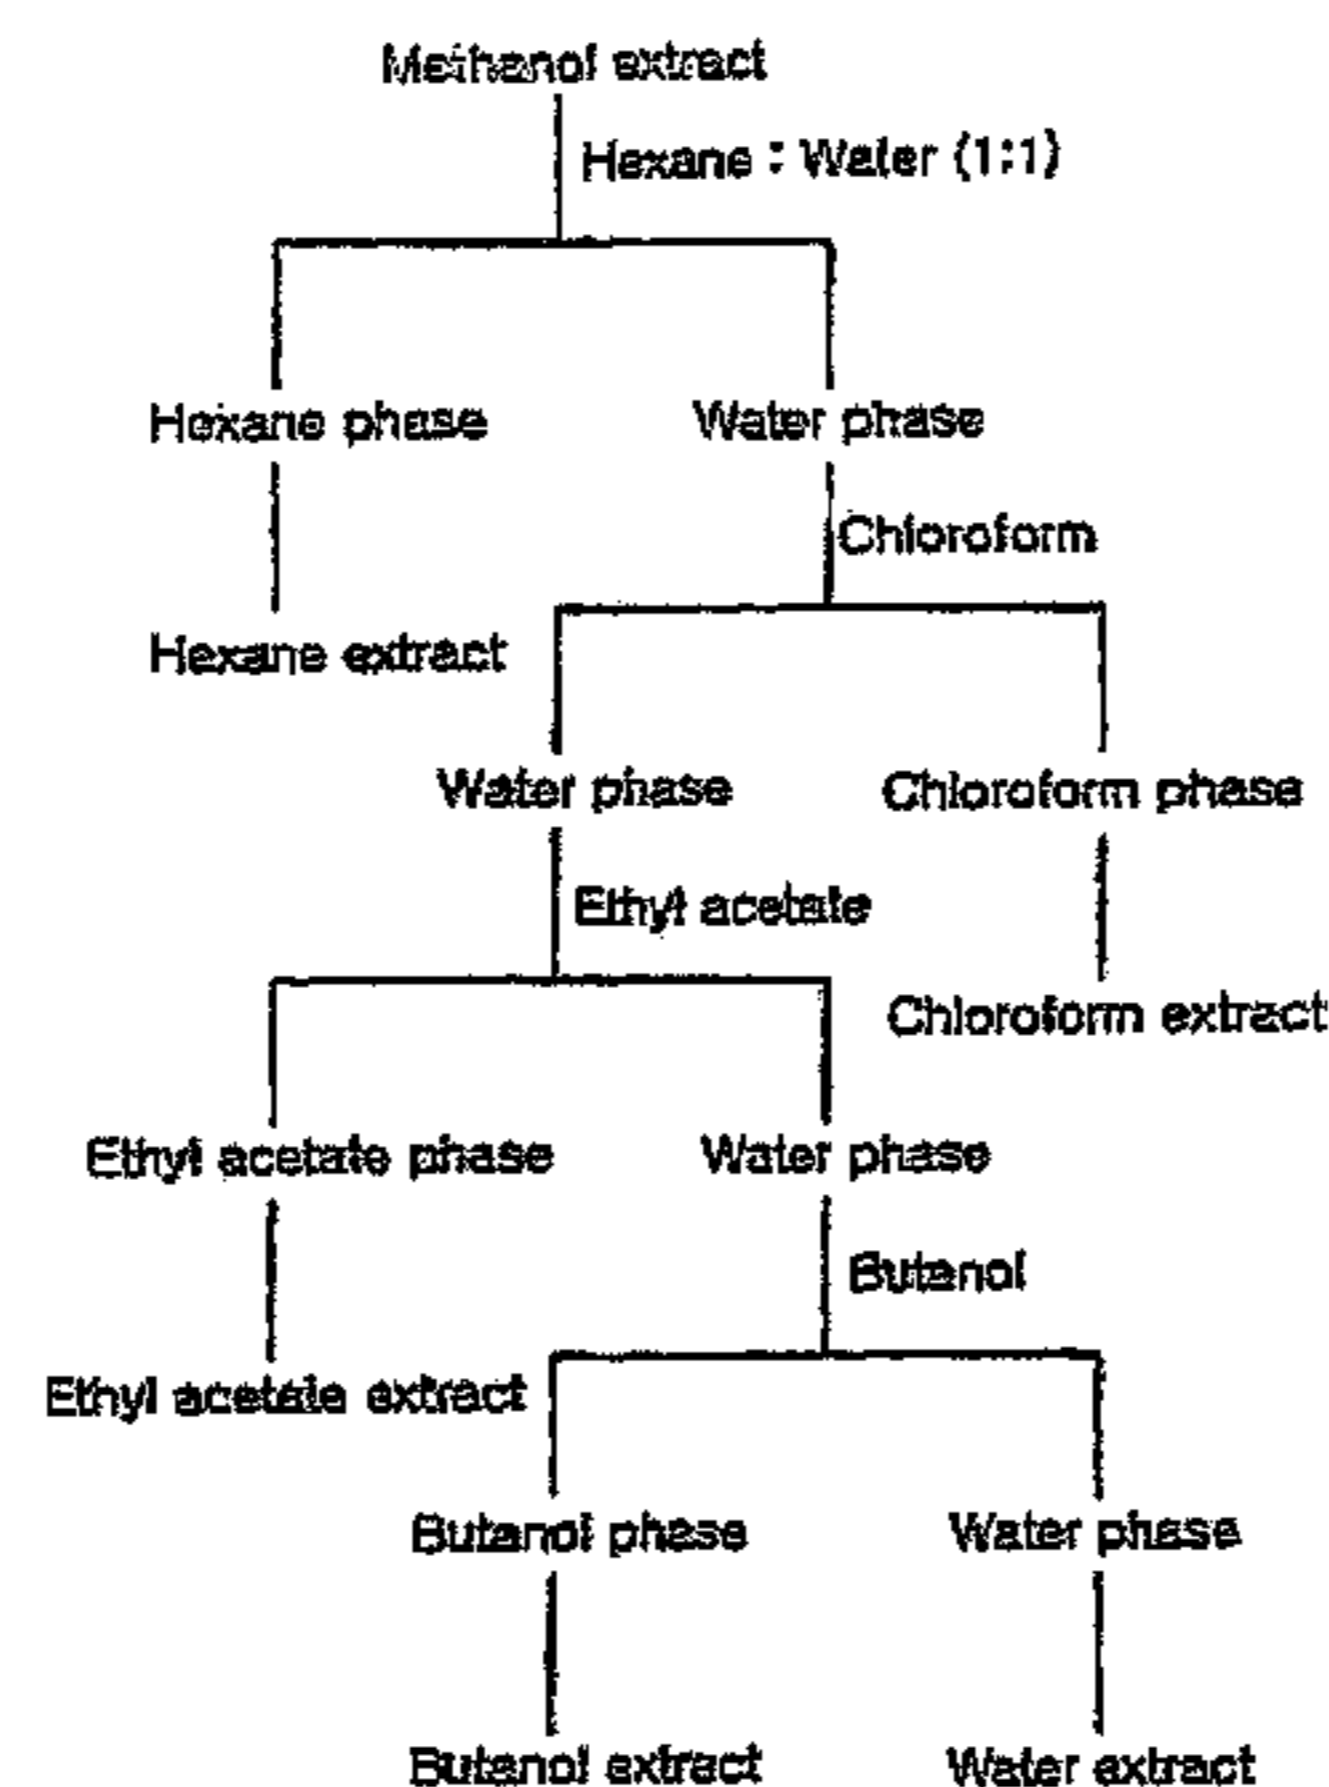 Methanol extract
Hexane : Water (1:1)
Hexane phase
Water phase
Chloroform
Hexane extract
Water phase
Chloroform phase
Ethyl acetate
Chloroform extract
Ethyl acetate phase
Water phase
Butanol
Ethyl acetate extract
Butanol phase
Water phase
Butanol extract
Water extract